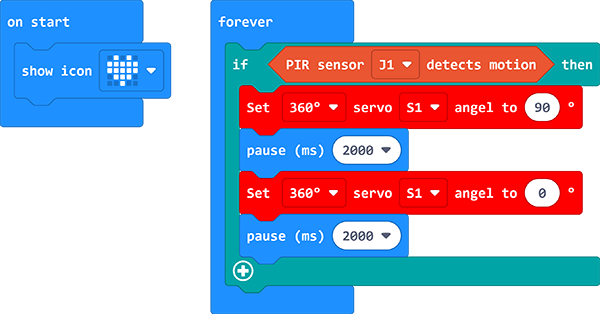 on start
show icon
forever
if PIR sensor J1 detects motion then
Set 360° servo S1 angel to 90 °
pause (ms) 2000
Set 360° servo S1 angel to 0 °
pause (ms) 2000